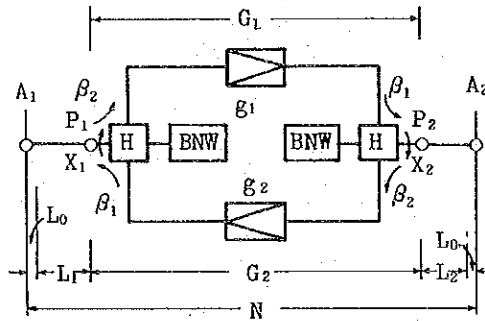 G₁
A₁
β₂
g₁
β₁
A₂
P₁
P₂
H
BNW
BNW
H
X₁
X₂
β₁
g₂
β₂
L₀
L₀
L₁
G₂
L₂
N